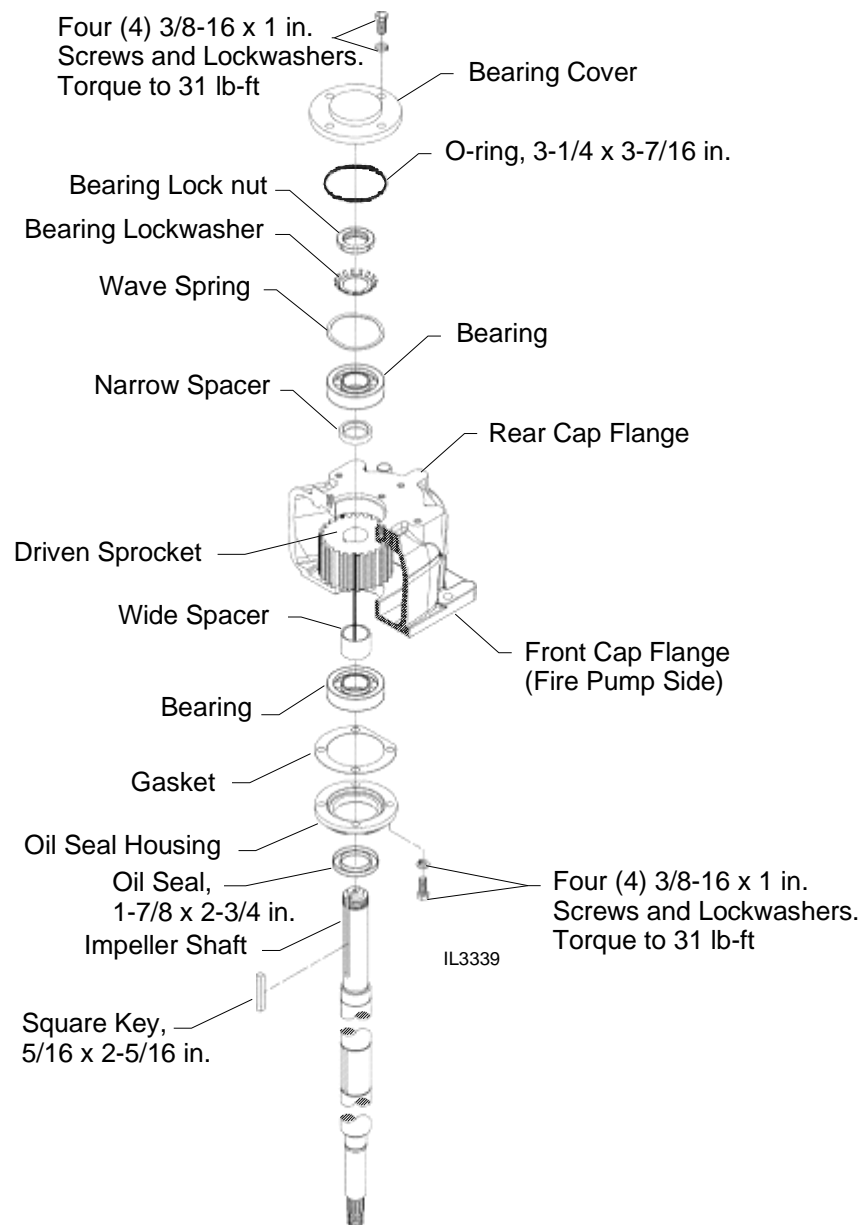 Four (4) 3/8-16 x 1 in.
Screws and Lockwashers.
Torque to 31 lb-ft
Bearing Cover
O-ring, 3-1/4 x 3-7/16 in.
Bearing Lock nut
Bearing Lockwasher
Wave Spring
Bearing
Narrow Spacer
Rear Cap Flange
Driven Sprocket
Wide Spacer
Front Cap Flange
(Fire Pump Side)
Bearing
Gasket
Oil Seal Housing
Oil Seal,
1-7/8 x 2-3/4 in.
Four (4) 3/8-16 x 1 in.
Screws and Lockwashers.
Torque to 31 lb-ft
Impeller Shaft
IL3339
Square Key,
5/16 x 2-5/16 in.